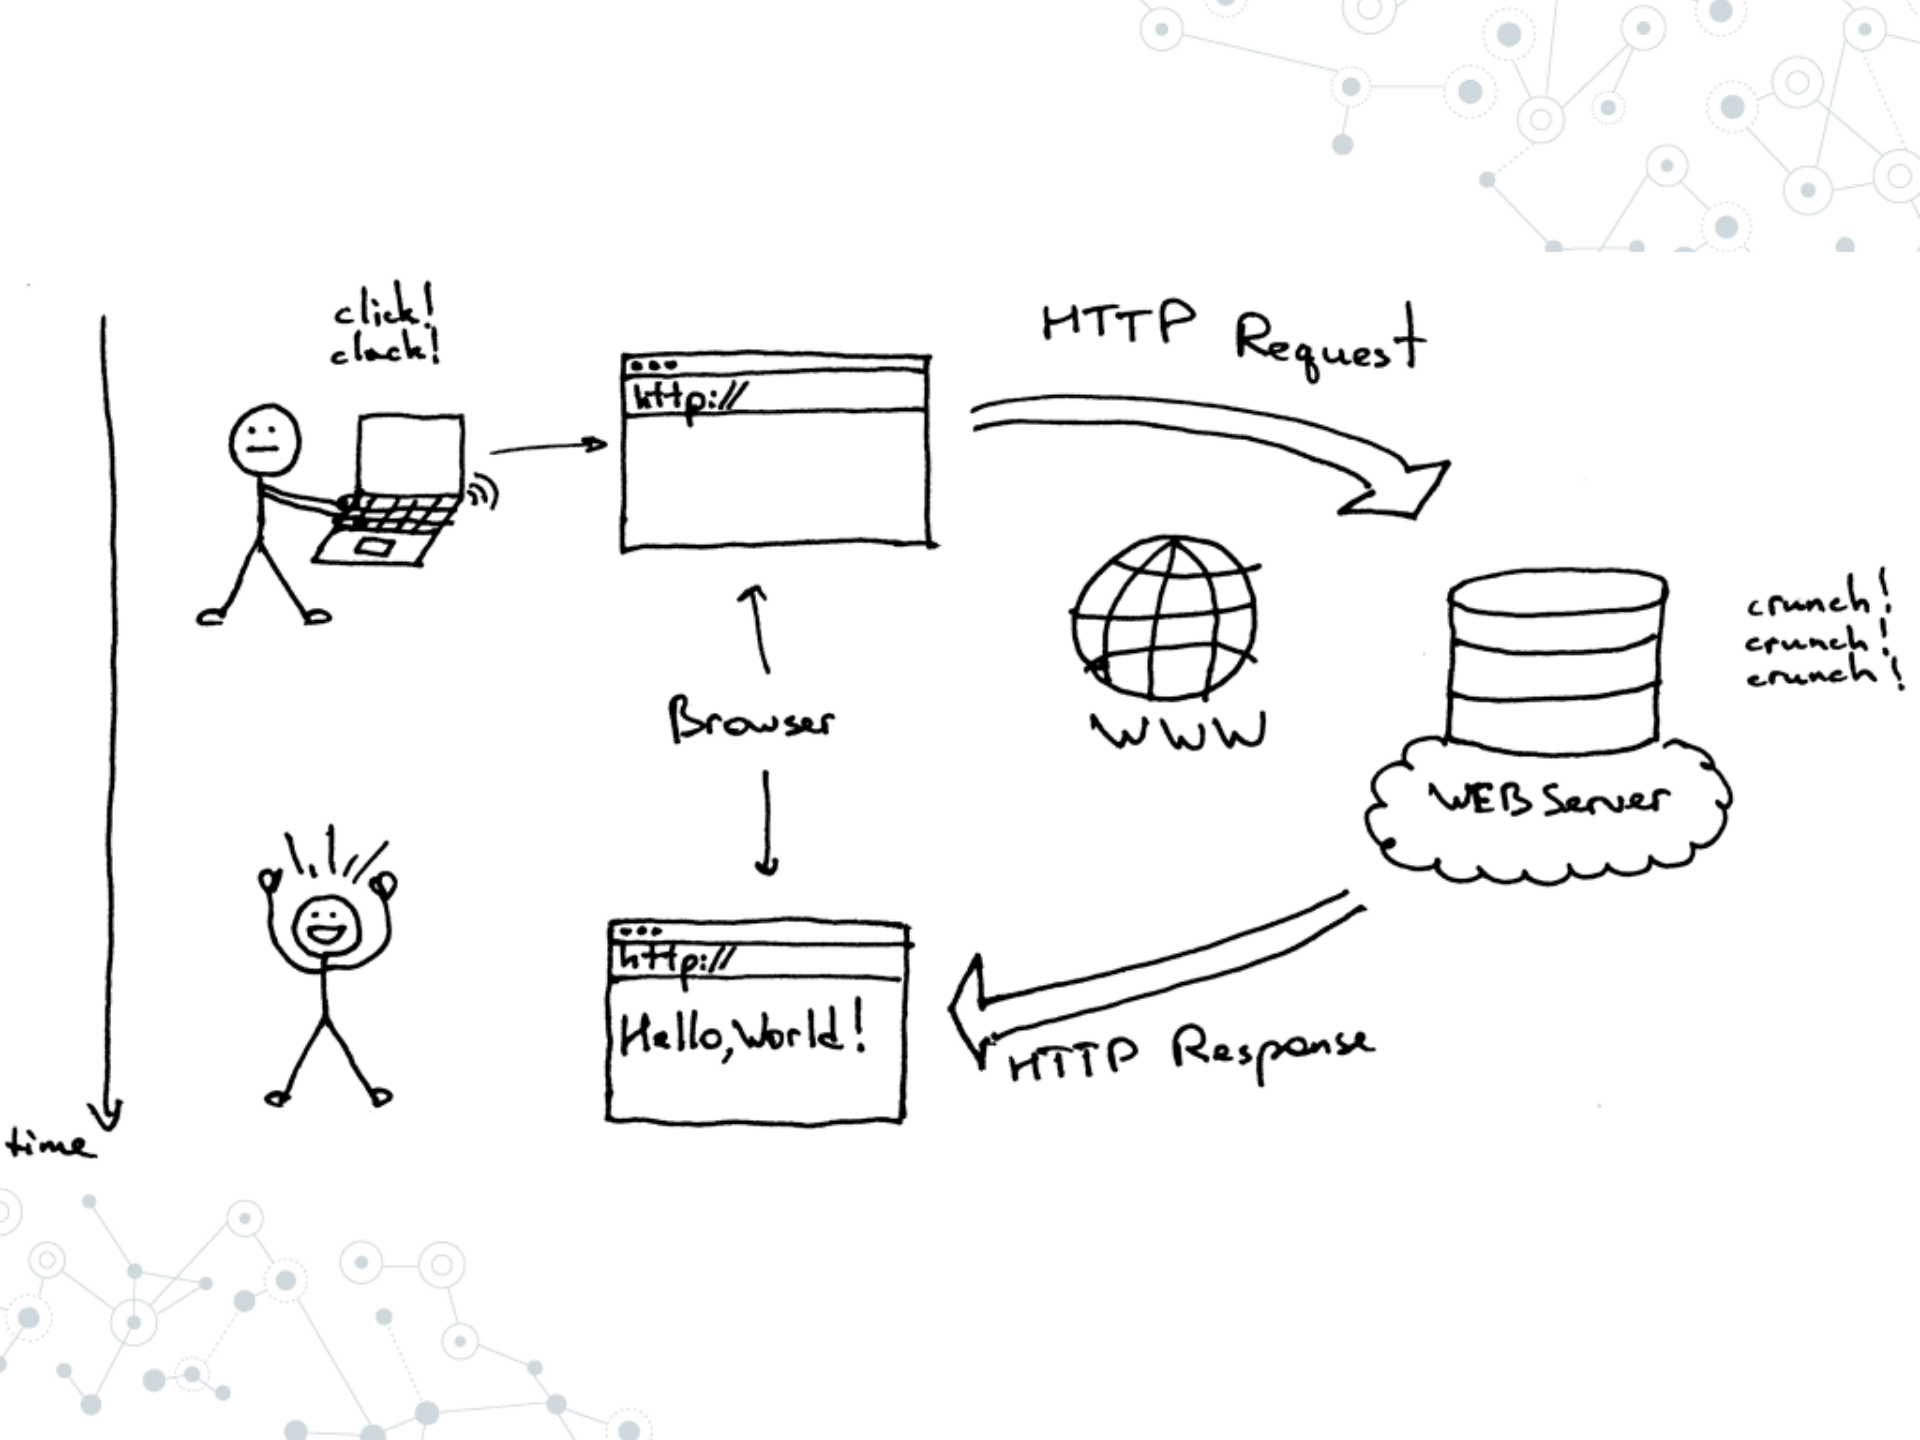 click!
clack!
HTTP Request
http://
crunch!
crunch!
crunch!
Browser
WWW
WEB Server
http://
Hello, World!
HTTP Response
time